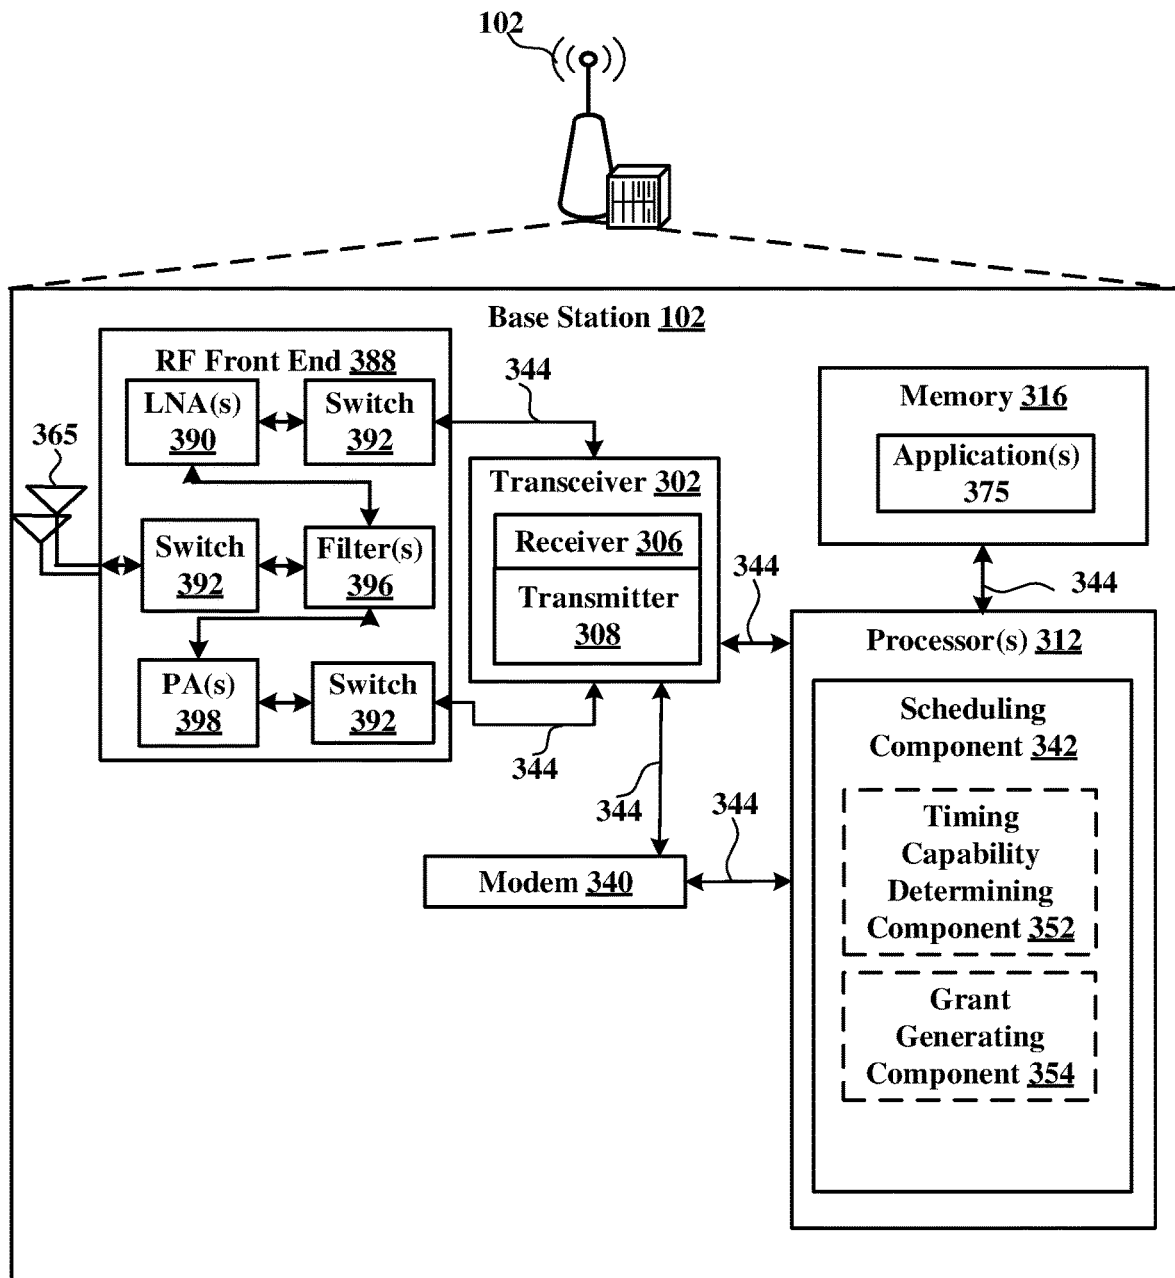 102
Base Station 102
RF Front End 388
LNA(s)
390
Switch
392
344
365
Switch
392
Filter(s)
396
PA(s)
398
Switch
392
344
Transceiver 302
Receiver 306
Transmitter
308
344
344
Modem 340
344
Memory 316
Application(s)
375
344
Processor(s) 312
Scheduling
Component 342
Timing
Capability
Determining
Component 352
Grant
Generating
Component 354